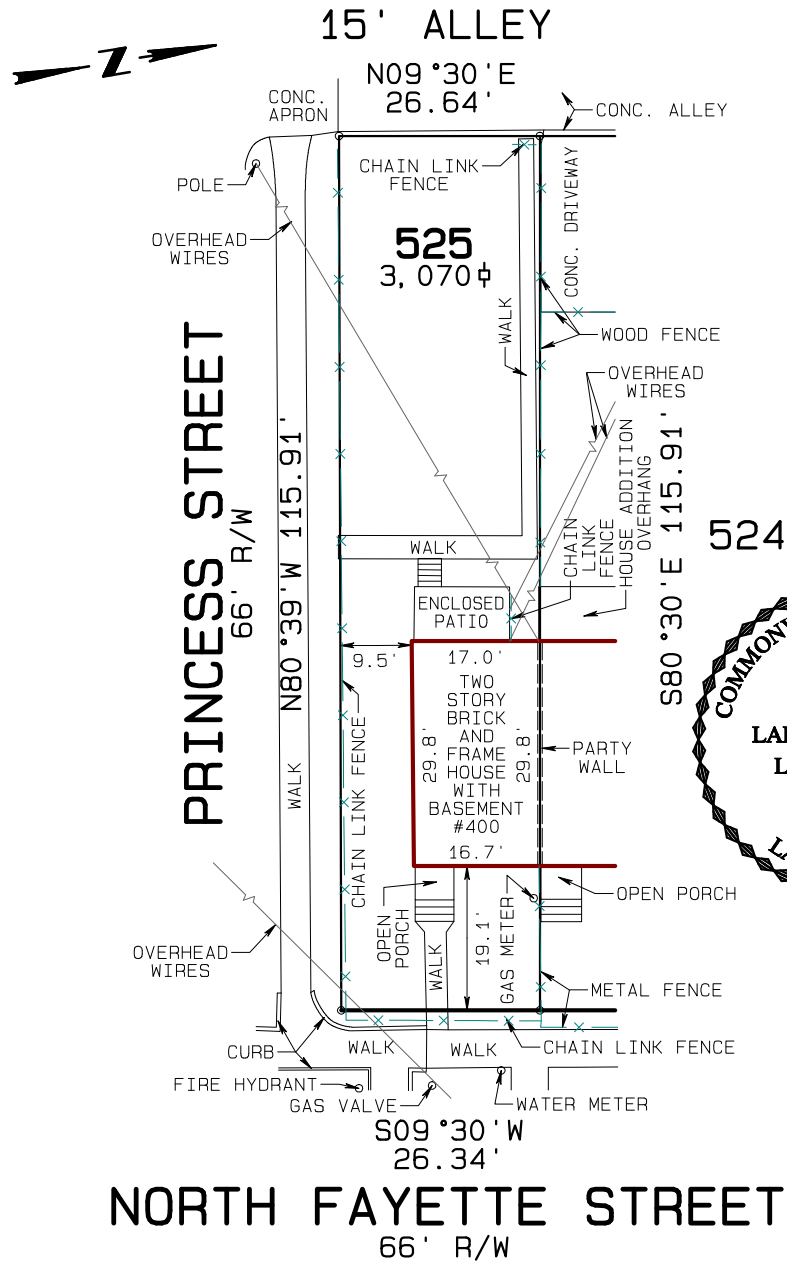 15' ALLEY
N09°30'E
26.64'
CONC.
APRON
CONC. ALLEY
CHAIN LINK
FENCE
POLE
CONC. DRIVEWAY
OVERHEAD
WIRES
525
3,070
WALK
WOOD FENCE
OVERHEAD
WIRES
PRINCESS STREET
66' R/W
N80°39'W 115.91'
S80°30'E 115.91'
HOUSE ADDITION
OVERHANG
CHAIN
LINK
FENCE
524
WALK
ENCLOSED
PATIO
COMMON
LA
L
LA
9.5'
17.0'
TWO
STORY
BRICK
AND
FRAME
HOUSE
WITH
BASEMENT
#400
29.8'
29.8'
16.7'
PARTY
WALL
WALK
CHAIN LINK FENCE
OPEN
PORCH
WALK
19.1'
GAS METER
OPEN PORCH
OVERHEAD
WIRES
METAL FENCE
CURB
WALK
WALK
CHAIN LINK FENCE
FIRE HYDRANT
GAS VALVE
WATER METER
S09°30'W
26.34'
NORTH FAYETTE STREET
66' R/W
Z